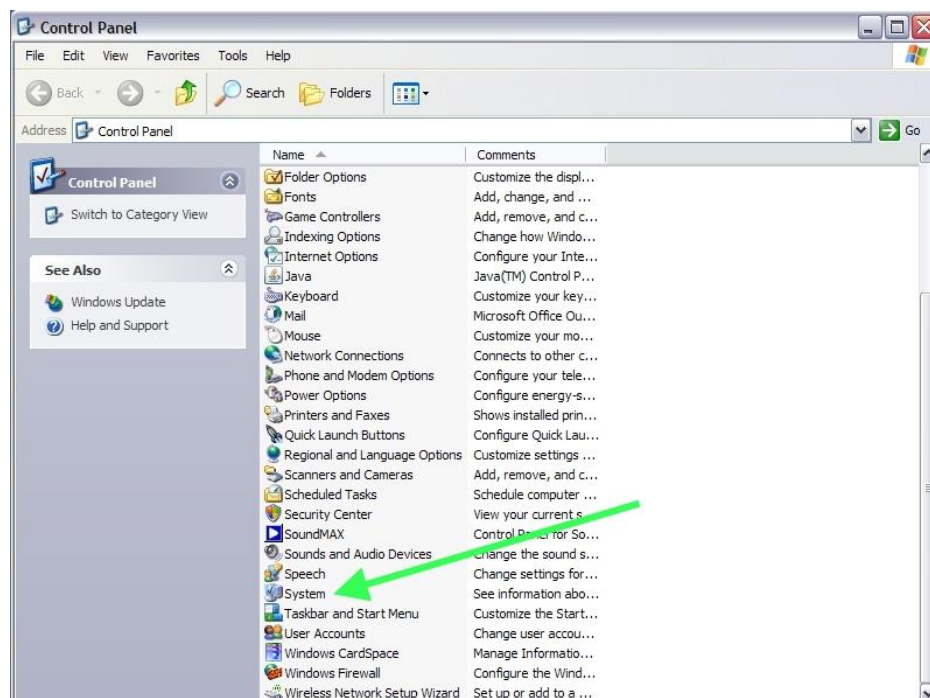 Control Panel
File Edit View Favorites Tools Help
Back Search Folders
Address Control Panel Go
Control Panel
Switch to Category View
See Also
Windows Update
Help and Support
Name Comments
Folder Options Customize the displ...
Fonts Add, change, and ...
Game Controllers Add, remove, and c...
Indexing Options Change how Windo...
Internet Options Configure your Inte...
Java Java(TM) Control P...
Keyboard Customize your key...
Mail Microsoft Office Ou...
Mouse Customize your mo...
Network Connections Connects to other c...
Phone and Modem Options Configure your tele...
Power Options Configure energy-s...
Printers and Faxes Shows installed prin...
Quick Launch Buttons Configure Quick Lau...
Regional and Language Options Customize settings ...
Scanners and Cameras Add, remove, and c...
Scheduled Tasks Schedule computer ...
Security Center View your current s...
SoundMAX Control Panel for So...
Sounds and Audio Devices Change the sound s...
Speech Change settings for...
System See information abo...
Taskbar and Start Menu Customize the Start...
User Accounts Change user accou...
Windows CardSpace Manage Informatio...
Windows Firewall Configure the Wind...
Wireless Network Setup Wizard Set up or add to a ...